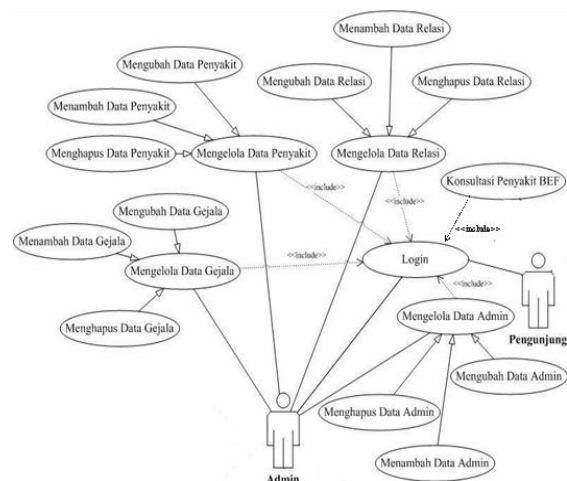 Menambah Data Relasi
Mengubah Data Penyakit
Mengubah Data Relasi
Menghapus Data Relasi
Menambah Data Penyakit
Menghapus Data Penyakit
Mengelola Data Penyakit
Mengelola Data Relasi
Konsultasi Penyakit BEF
<<include>>
<<include>>
Mengubah Data Gejala
<<include>>
Menambah Data Gejala
<<include>>
Login
Mengelola Data Gejala
<<include>>
Mengelola Data Admin
Menghapus Data Gejala
Pengunjung
Mengubah Data Admin
Menghapus Data Admin
Menambah Data Admin
Admin